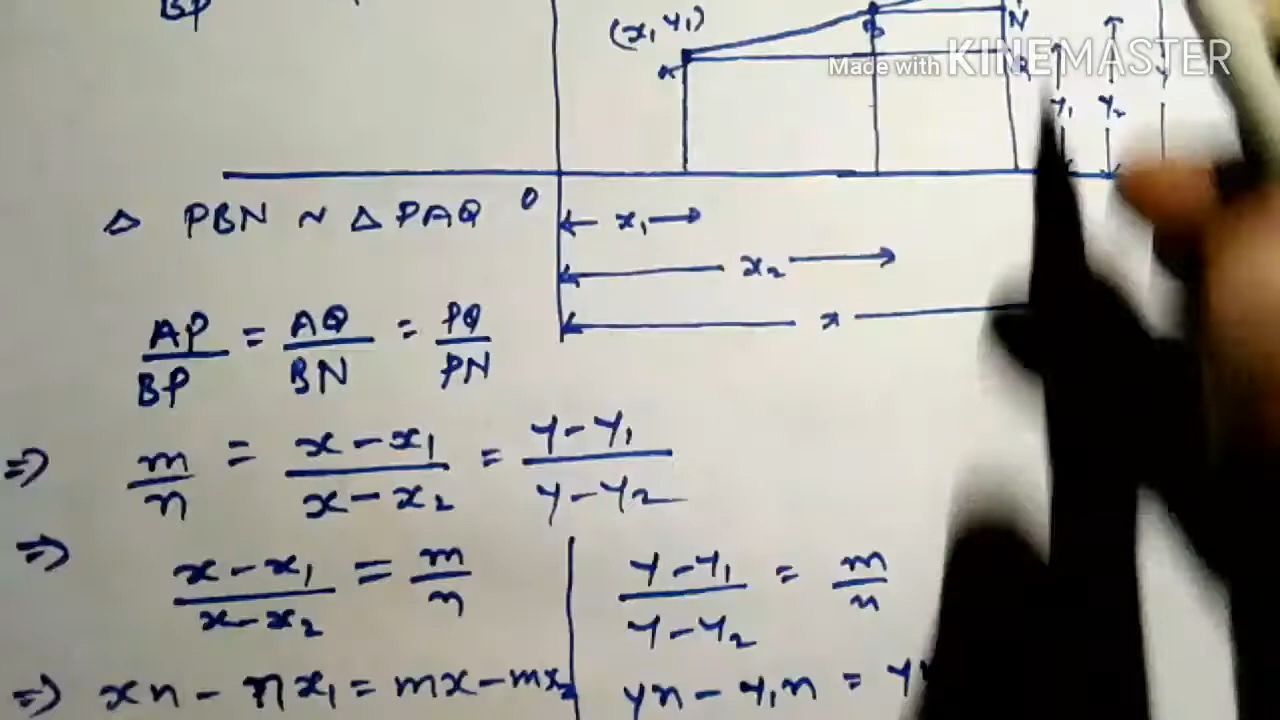 BP
(x, y1)
B
N
Made with KINEMASTER
y1 y2
O
△ PBN ~ △ PAQ
x1
x2
x
AP/BP = AQ/BN = PQ/PN
⇒ m/n = x-x1/x-x2 = y-y1/y-y2
⇒ x-x1/x-x2 = m/n
y-y1/y-y2 = m/n
⇒ xn - nx1 = mx-mx2
yn - y1n =